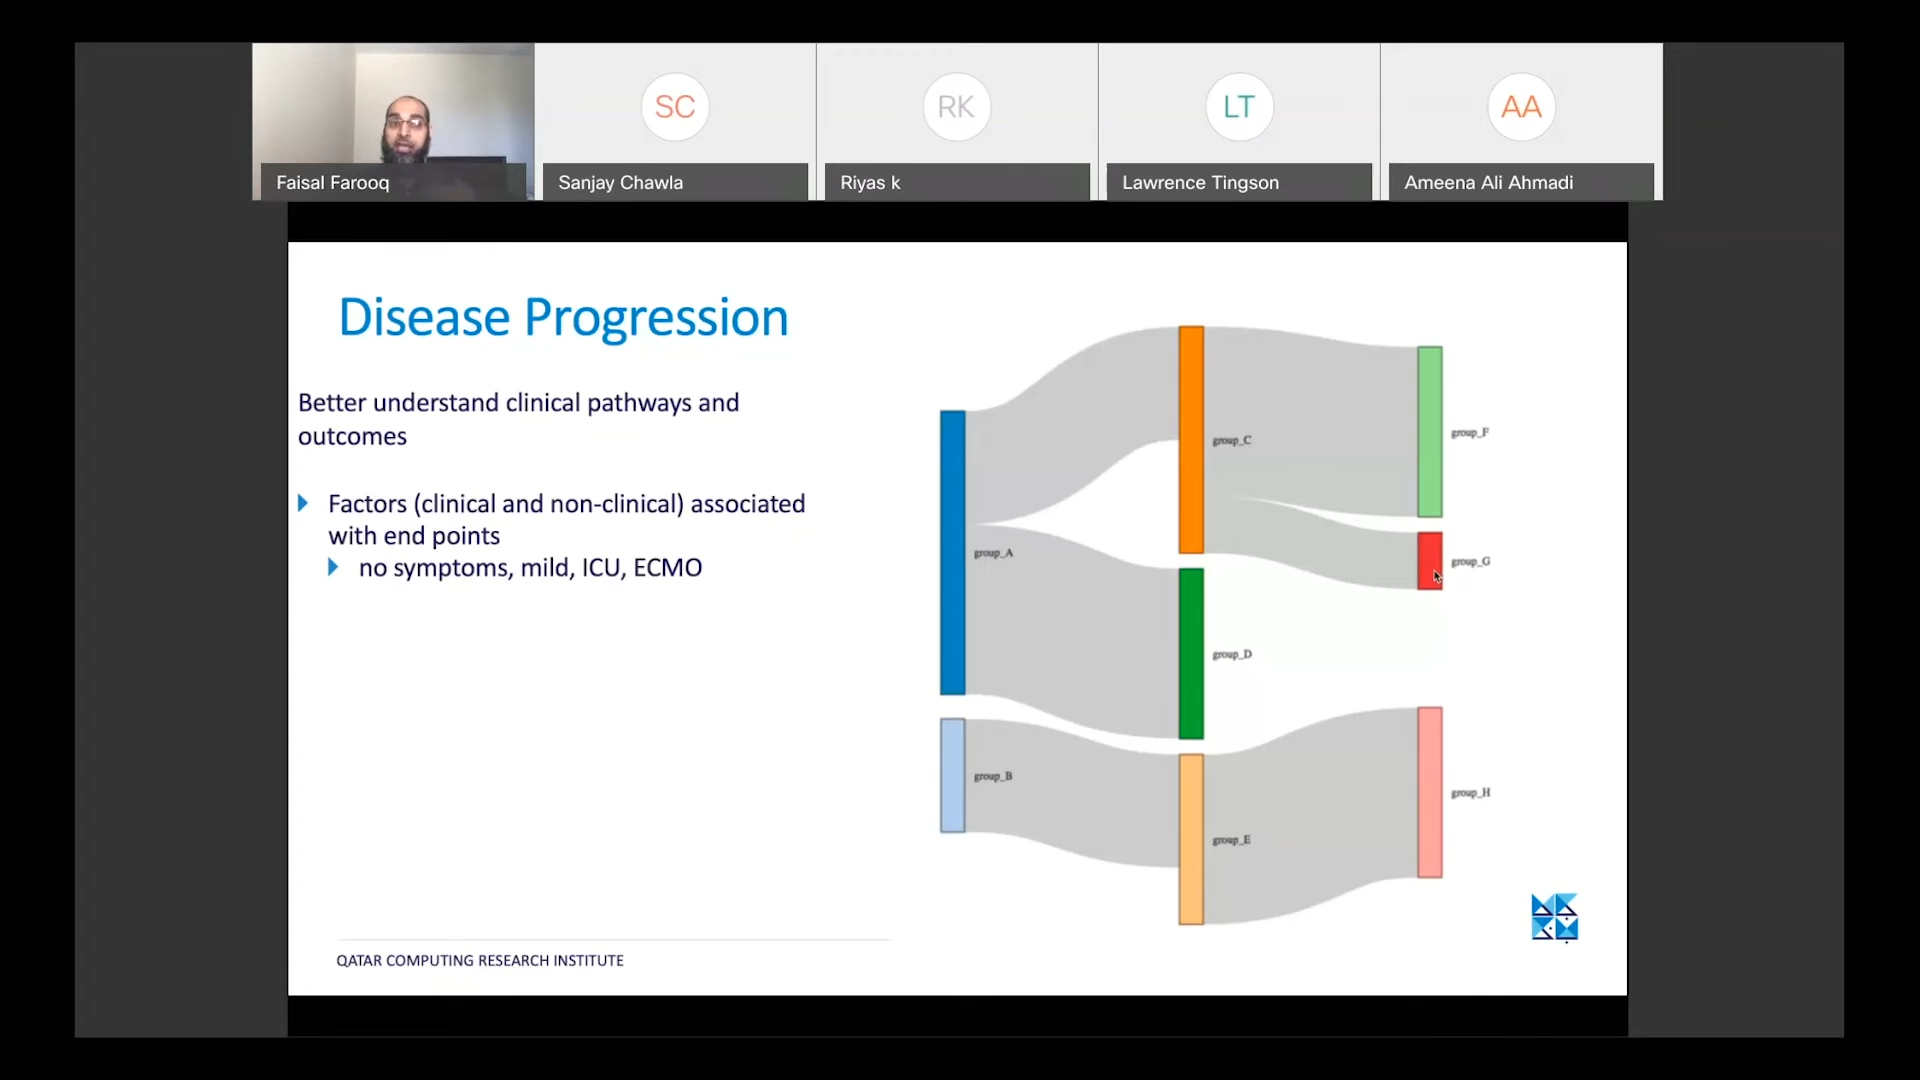 SC
RK
LT
AA
Faisal Farooq
Sanjay Chawla
Riyas k
Lawrence Tingson
Ameena Ali Ahmadi
Disease Progression
Better understand clinical pathways and
outcomes
Factors (clinical and non-clinical) associated
with end points
no symptoms, mild, ICU, ECMO
group_A
group_B
group_C
group_D
group_E
group_F
group_G
group_H
QATAR COMPUTING RESEARCH INSTITUTE